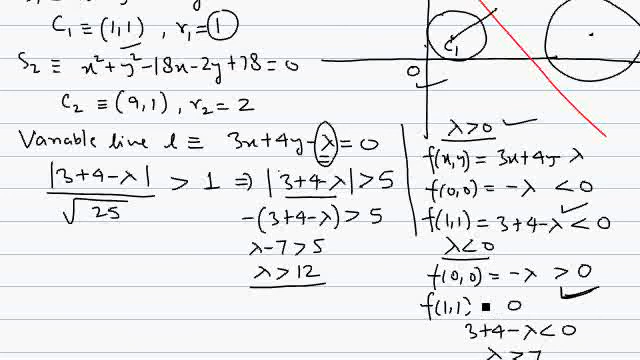 C₁ ≡ (1,1) , r₁ = 1
S₂ ≡ x² + y² - 18x - 2y + 78 = 0
C₂ ≡ (9,1) , r₂ = 2
Variable line l ≡ 3x + 4y - λ = 0
|3+4-λ| / √25 > 1 ⇒ |3+4-λ| > 5
-(3+4-λ) > 5
λ - 7 > 5
λ > 12
C₁
0
λ>0
f(x,y) = 3x+4y-λ
f(0,0) = -λ < 0
f(1,1) = 3+4-λ < 0
λ<0
f(0,0) = -λ > 0
f(1,1) 0
3+4-λ<0
λ>7